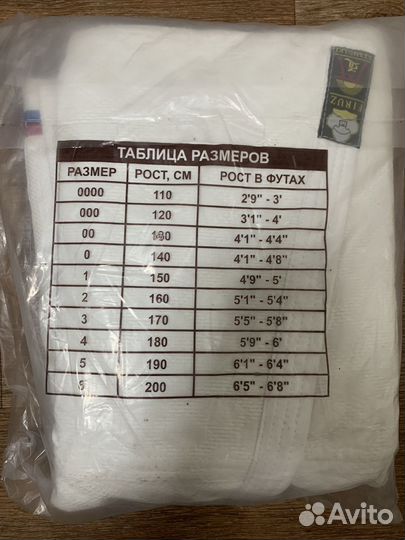 FIRUZ
ТАБЛИЦА РАЗМЕРОВ
РАЗМЕР РОСТ, СМ РОСТ В ФУТАХ
0000 110 2'9" - 3'
000 120 3'1" - 4'
00 130 4'1" - 4'4"
0 140 4'1" - 4'8"
1 150 4'9" - 5'
2 160 5'1" - 5'4"
3 170 5'5" - 5'8"
4 180 5'9" - 6'
5 190 6'1" - 6'4"
6 200 6'5" - 6'8"
Avito